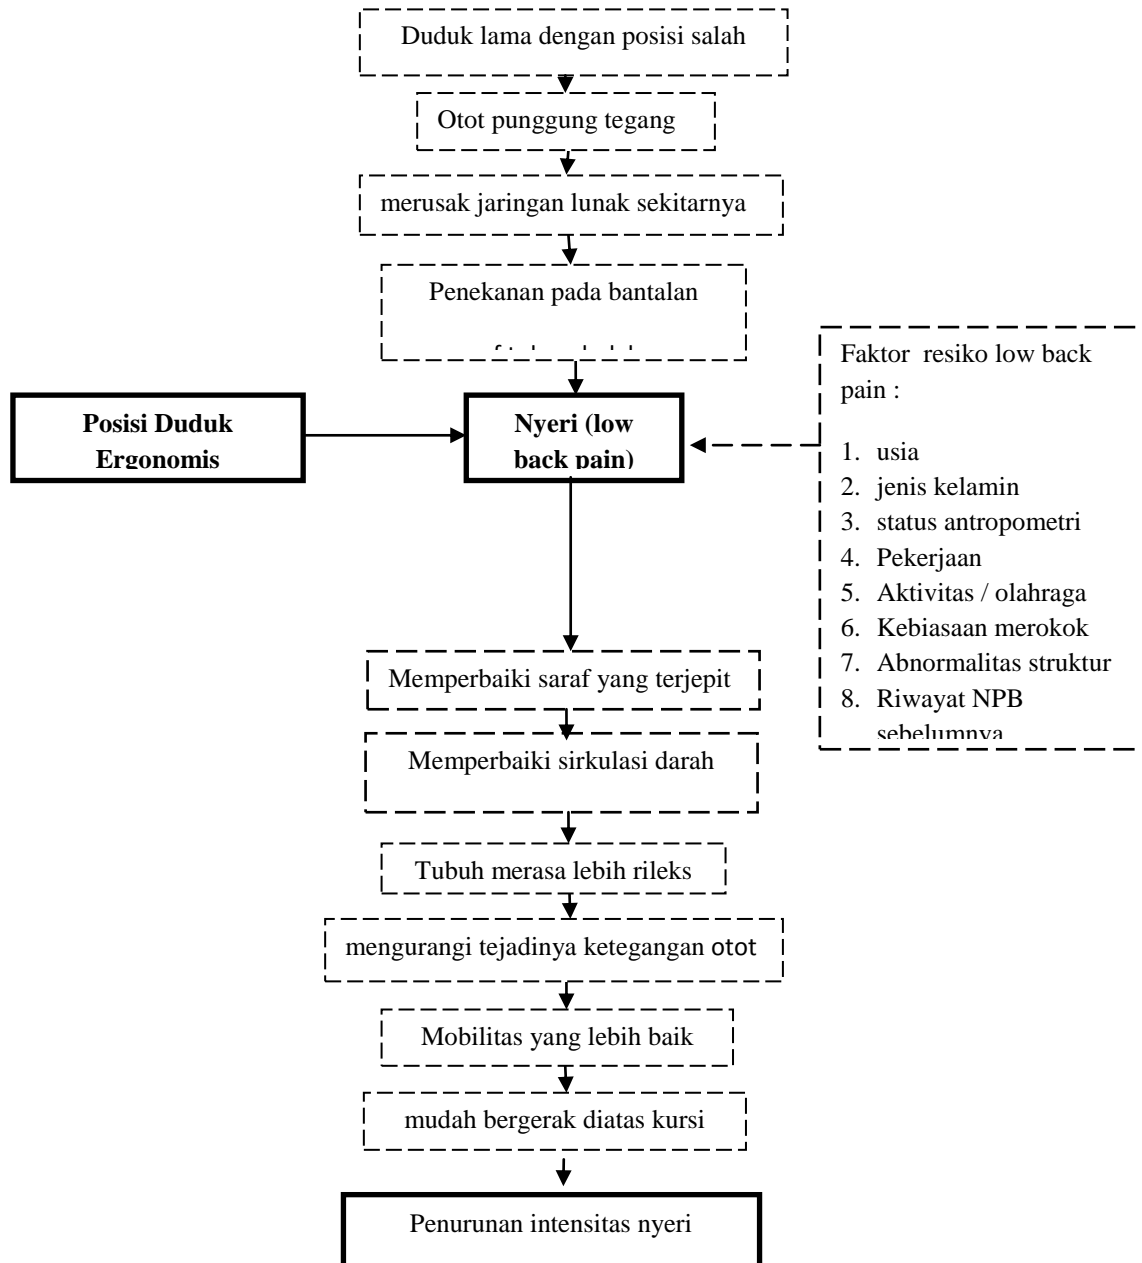 Duduk lama dengan posisi salah
Otot punggung tegang
merusak jaringan lunak sekitarnya
Penekanan pada bantalan
Faktor resiko low back
pain :
1. usia
2. jenis kelamin
3. status antropometri
4. Pekerjaan
5. Aktivitas / olahraga
6. Kebiasaan merokok
7. Abnormalitas struktur
8. Riwayat NPB
sebelumnya
Posisi Duduk
Ergonomis
Nyeri (low
back pain)
Memperbaiki saraf yang terjepit
Memperbaiki sirkulasi darah
Tubuh merasa lebih rileks
mengurangi tejadinya ketegangan otot
Mobilitas yang lebih baik
mudah bergerak diatas kursi
Penurunan intensitas nyeri